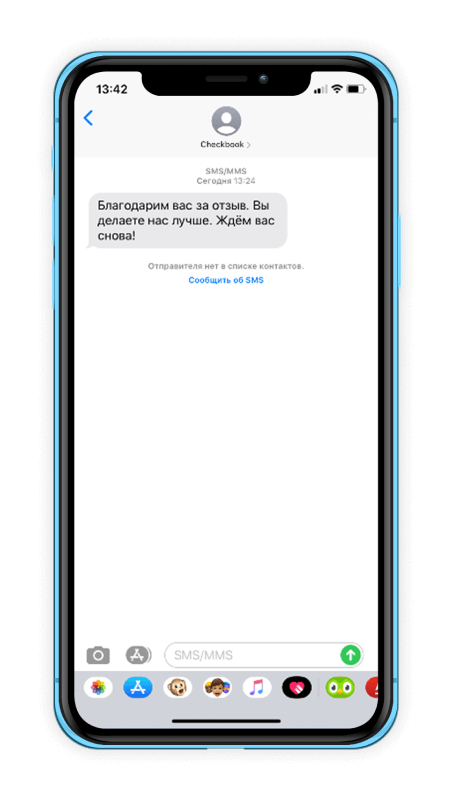 13:42
Checkbook
SMS/MMS
Сегодня 13:24
Благодарим вас за отзыв. Вы
делаете нас лучше. Ждём вас
снова!
Отправителя нет в списке контактов.
Сообщить об SMS
SMS/MMS